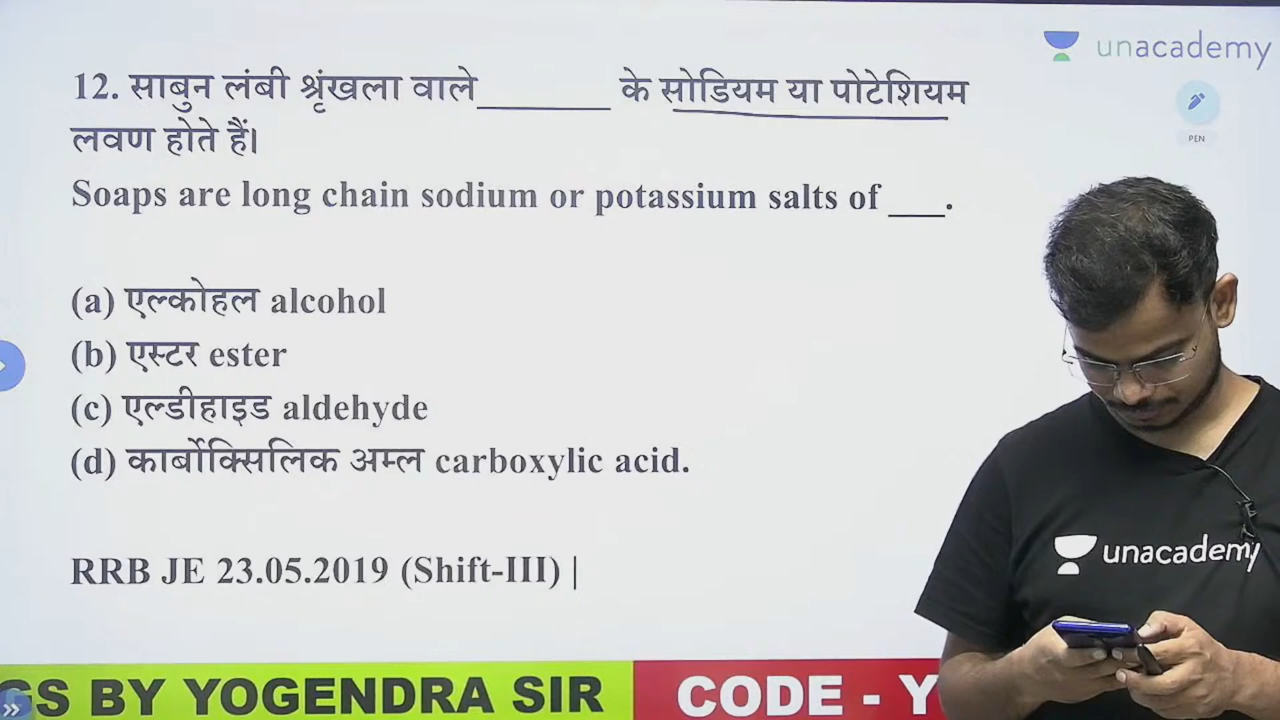 unacademy
PEN
12. साबुन लंबी श्रृंखला वाले_______ के सोडियम या पोटेशियम
लवण होते हैं।
Soaps are long chain sodium or potassium salts of ___.
(a) एल्कोहल alcohol
(b) एस्टर ester
(c) एल्डीहाइड aldehyde
(d) कार्बोक्सिलिक अम्ल carboxylic acid.
RRB JE 23.05.2019 (Shift-III) |
unacademy
GS BY YOGENDRA SIR
CODE - Y